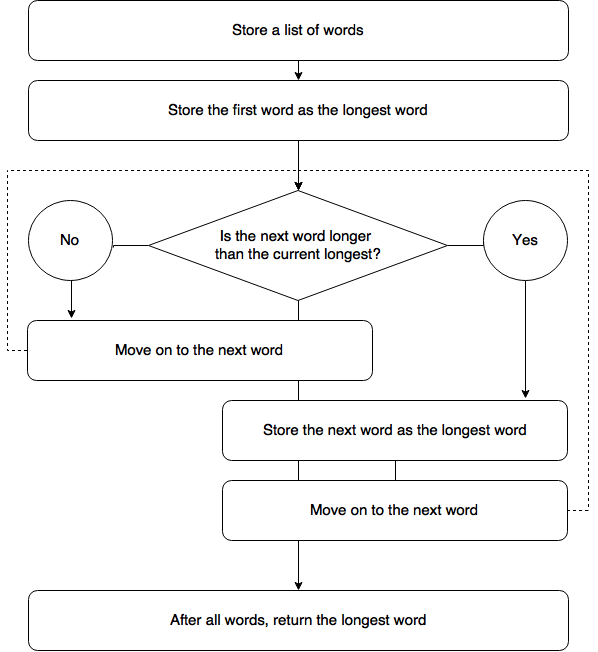 Store a list of words
Store the first word as the longest word
Is the next word longer
than the current longest?
No
Yes
Move on to the next word
Store the next word as the longest word
Move on to the next word
After all words, return the longest word